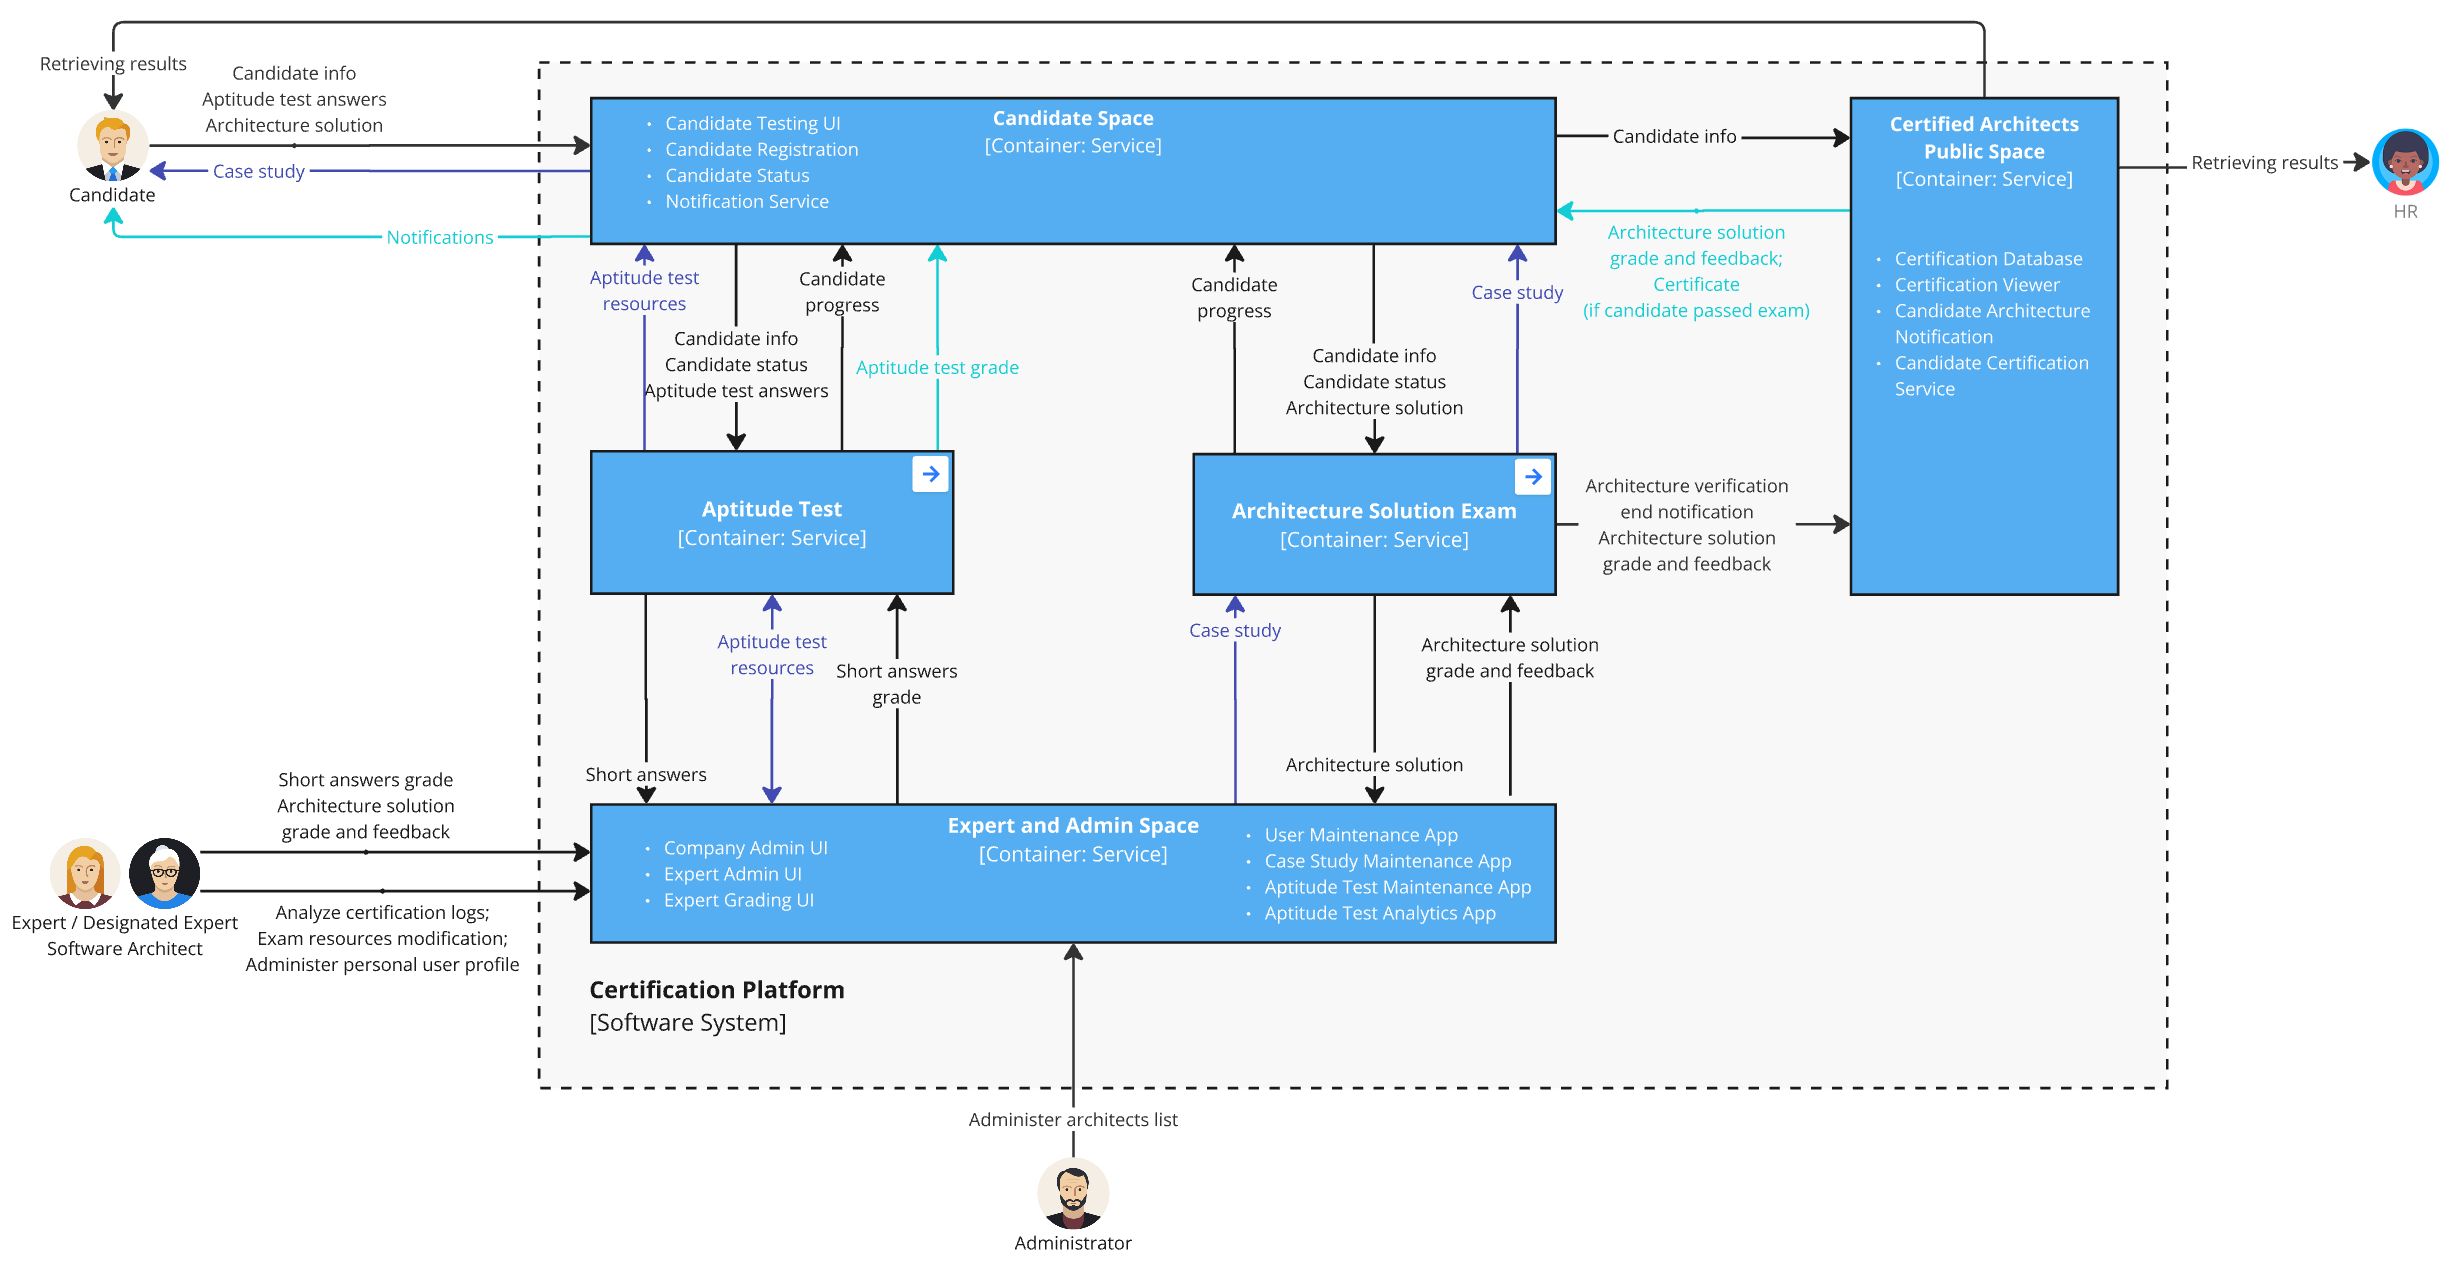 Retrieving results
Candidate info
Aptitude test answers
Architecture solution
Case study
Candidate
Notifications
• Candidate Testing UI
• Candidate Registration
• Candidate Status
• Notification Service
Candidate Space
[Container: Service]
Candidate info
Certified Architects
Public Space
[Container: Service]
• Certification Database
• Certification Viewer
• Candidate Architecture
Notification
• Candidate Certification
Service
Retrieving results
HR
Architecture solution
grade and feedback;
Certificate
(if candidate passed exam)
Aptitude test
resources
Candidate info
Candidate status
Aptitude test answers
Candidate
progress
Aptitude test grade
Candidate
progress
Candidate info
Candidate status
Architecture solution
Case study
Aptitude Test
[Container: Service]
Architecture Solution Exam
[Container: Service]
Architecture verification
end notification
Architecture solution
grade and feedback
Short answers
Aptitude test
resources
Short answers
grade
Case study
Architecture solution
Architecture solution
grade and feedback
Short answers grade
Architecture solution
grade and feedback
Expert / Designated Expert
Software Architect
Analyze certification logs;
Exam resources modification;
Administer personal user profile
• Company Admin UI
• Expert Admin UI
• Expert Grading UI
Expert and Admin Space
[Container: Service]
• User Maintenance App
• Case Study Maintenance App
• Aptitude Test Maintenance App
• Aptitude Test Analytics App
Certification Platform
[Software System]
Administer architects list
Administrator